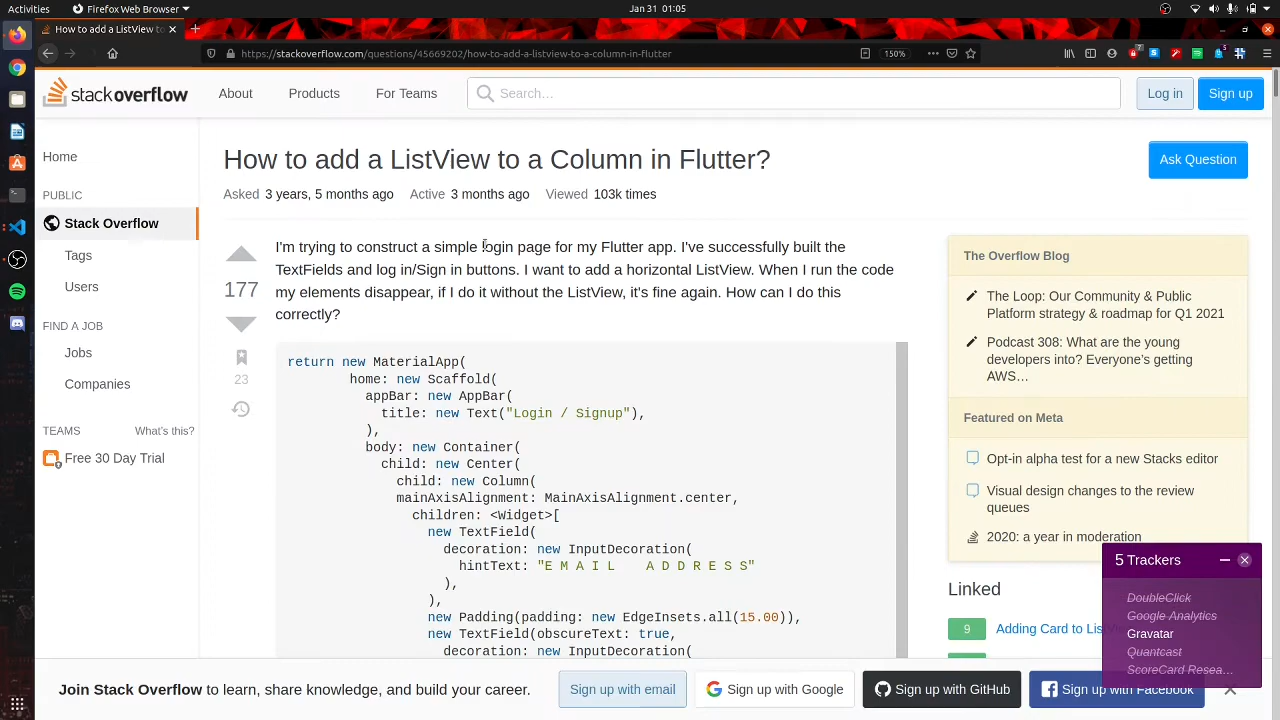 Activities
Firefox Web Browser
Jan 31 01:05
How to add a ListView to
https://stackoverflow.com/questions/45669202/how-to-add-a-listview-to-a-column-in-flutter
150%
stackoverflow
About
Products
For Teams
Search…
Log in
Sign up
Home
PUBLIC
Stack Overflow
Tags
Users
FIND A JOB
Jobs
Companies
TEAMS
What's this?
Free 30 Day Trial
How to add a ListView to a Column in Flutter?
Ask Question
Asked 3 years, 5 months ago Active 3 months ago Viewed 103k times
177
23
I'm trying to construct a simple login page for my Flutter app. I've successfully built the
TextFields and log in/Sign in buttons. I want to add a horizontal ListView. When I run the code
my elements disappear, if I do it without the ListView, it's fine again. How can I do this
correctly?
return new MaterialApp(
home: new Scaffold(
appBar: new AppBar(
title: new Text("Login / Signup"),
),
body: new Container(
child: new Center(
child: new Column(
mainAxisAlignment: MainAxisAlignment.center,
children: <Widget>[
new TextField(
decoration: new InputDecoration(
hintText: "E M A I L    A D D R E S S"
),
),
new Padding(padding: new EdgeInsets.all(15.00)),
new TextField(obscureText: true,
decoration: new InputDecoration(
The Overflow Blog
The Loop: Our Community & Public
Platform strategy & roadmap for Q1 2021
Podcast 308: What are the young
developers into? Everyone's getting
AWS…
Featured on Meta
Opt-in alpha test for a new Stacks editor
Visual design changes to the review
queues
2020: a year in moderation
Linked
9
Adding Card to List
5 Trackers
DoubleClick
Google Analytics
Gravatar
Quantcast
ScoreCard Resea…
Join Stack Overflow to learn, share knowledge, and build your career.
Sign up with email
Sign up with Google
Sign up with GitHub
Sign up with Facebook